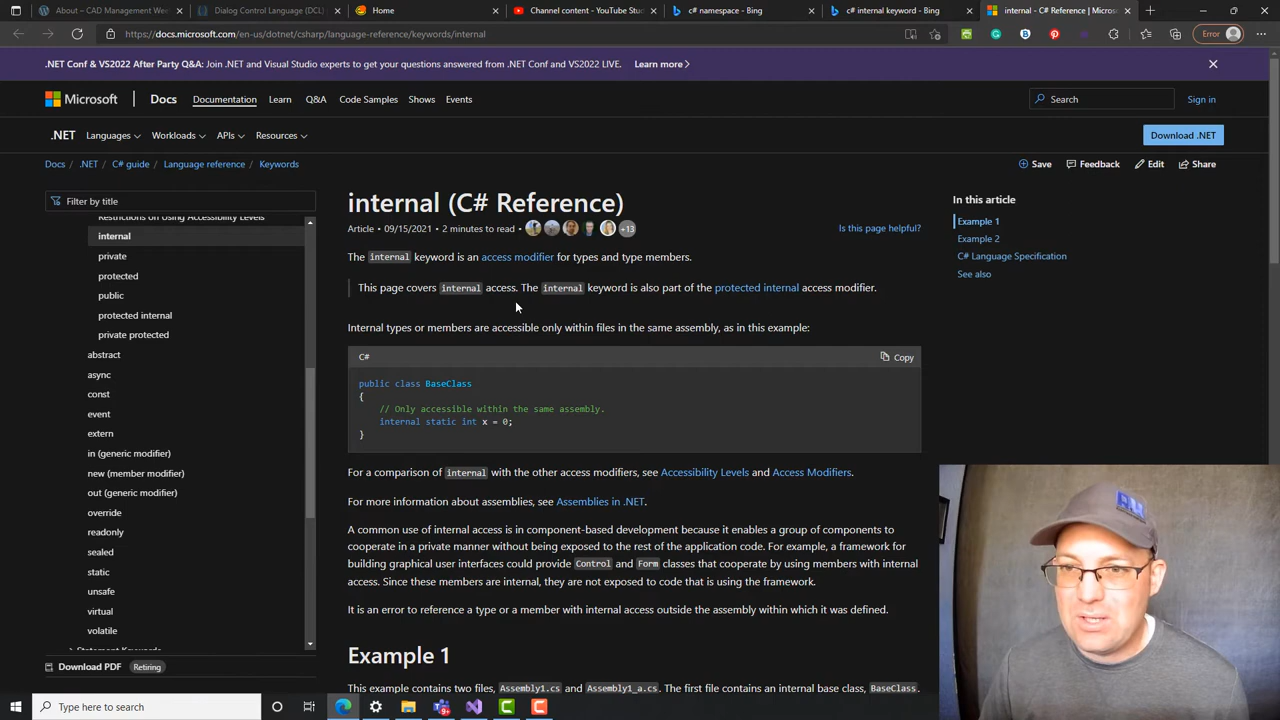 About – CAD Management Wee
Dialog Control Language (DCL)
Home
Channel content - YouTube Stud
c# namespace - Bing
c# internal keyword - Bing
internal - C# Reference | Micros
https://docs.microsoft.com/en-us/dotnet/csharp/language-reference/keywords/internal
Error
.NET Conf & VS2022 After Party Q&A: Join .NET and Visual Studio experts to get your questions answered from .NET Conf and VS2022 LIVE. Learn more
Microsoft Docs Documentation Learn Q&A Code Samples Shows Events Search Sign in
.NET Languages Workloads APIs Resources Download .NET
Docs / .NET / C# guide / Language reference / Keywords
Save Feedback Edit Share
Filter by title
Restrictions on Using Accessibility Levels
internal
private
protected
public
protected internal
private protected
abstract
async
const
event
extern
in (generic modifier)
new (member modifier)
out (generic modifier)
override
readonly
sealed
static
unsafe
virtual
volatile
Statement Keywords
Download PDF Retiring
internal (C# Reference)
Article • 09/15/2021 • 2 minutes to read +13
Is this page helpful?
The internal keyword is an access modifier for types and type members.
This page covers internal access. The internal keyword is also part of the protected internal access modifier.
Internal types or members are accessible only within files in the same assembly, as in this example:
C# Copy
public class BaseClass
{
// Only accessible within the same assembly.
internal static int x = 0;
}
For a comparison of internal with the other access modifiers, see Accessibility Levels and Access Modifiers.
For more information about assemblies, see Assemblies in .NET.
A common use of internal access is in component-based development because it enables a group of components to
cooperate in a private manner without being exposed to the rest of the application code. For example, a framework for
building graphical user interfaces could provide Control and Form classes that cooperate by using members with internal
access. Since these members are internal, they are not exposed to code that is using the framework.
It is an error to reference a type or a member with internal access outside the assembly within which it was defined.
Example 1
This example contains two files, Assembly1.cs and Assembly1_a.cs. The first file contains an internal base class, BaseClass.
In this article
Example 1
Example 2
C# Language Specification
See also
Type here to search